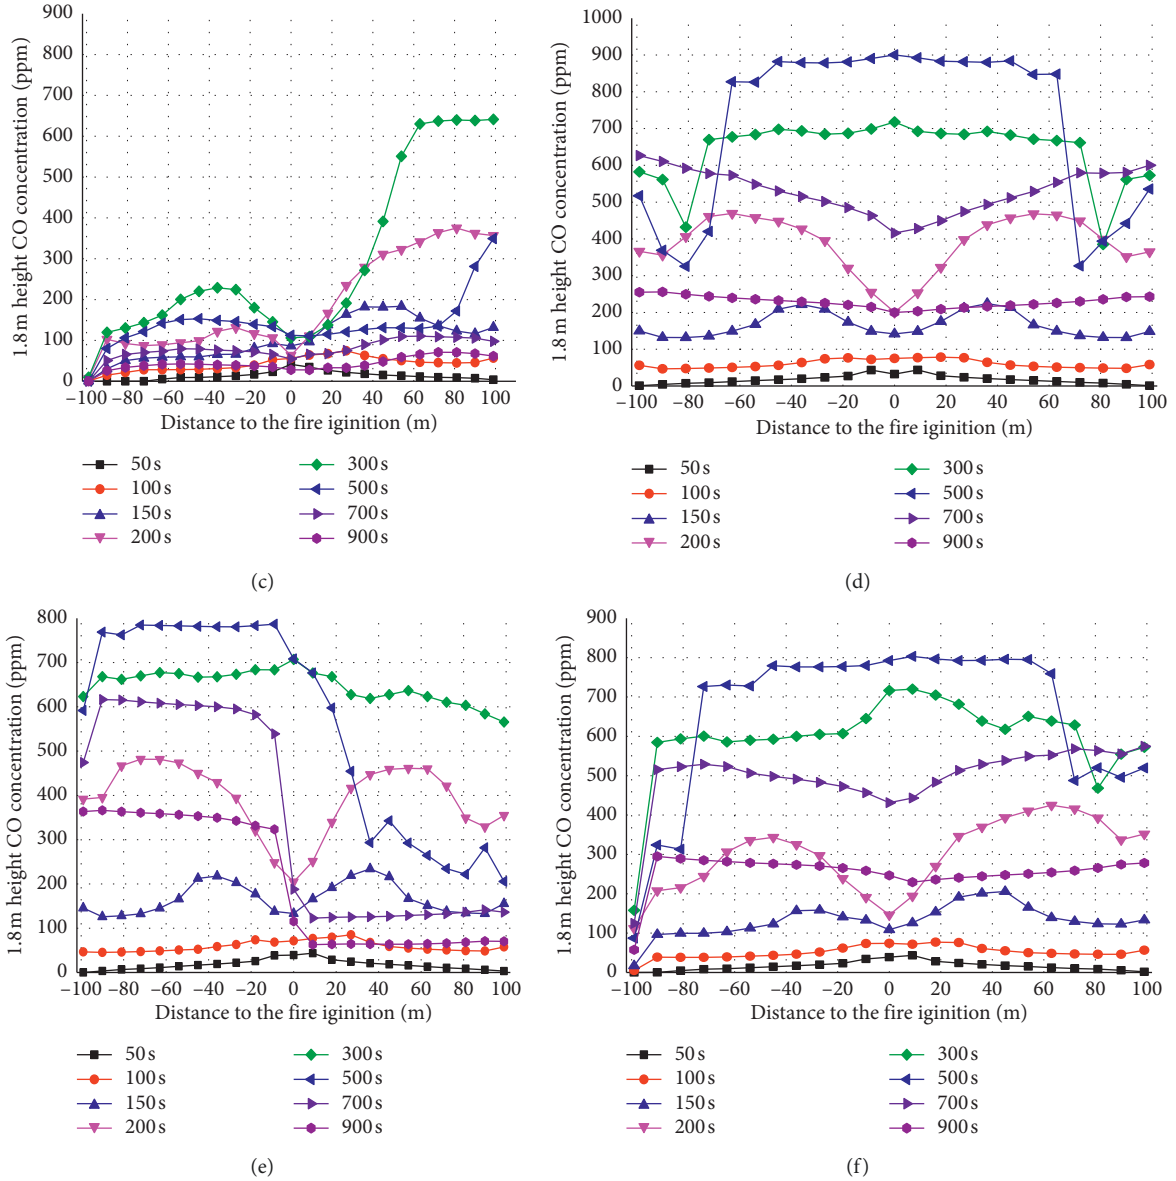 900
800
700
600
500
400
300
200
100
0
1.8 m height CO concentration (ppm)
−100 −80 −60 −40 −20 0 20 40 60 80 100
Distance to the fire iginition (m)
50 s
100 s
150 s
200 s
300 s
500 s
700 s
900 s
(c)
1000
900
800
700
600
500
400
300
200
100
0
1.8 m height CO concentration (ppm)
−100 −80 −60 −40 −20 0 20 40 60 80 100
Distance to the fire iginition (m)
50 s
100 s
150 s
200 s
300 s
500 s
700 s
900 s
(d)
800
700
600
500
400
300
200
100
0
1.8m height CO concentration (ppm)
−100 −80 −60 −40 −20 0 20 40 60 80 100
Distance to the fire iginition (m)
50 s
100 s
150 s
200 s
300 s
500 s
700 s
900 s
(e)
900
800
700
600
500
400
300
200
100
0
1.8m height CO concentration (ppm)
−100 −80 −60 −40 −20 0 20 40 60 80 100
Distance to the fire iginition (m)
50 s
100 s
150 s
200 s
300 s
500 s
700 s
900 s
(f)